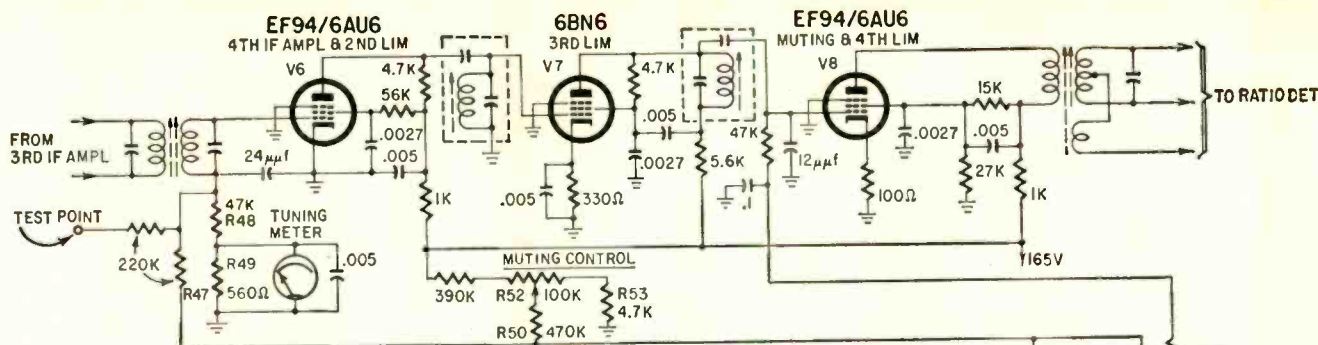 EF94/6AU6
4TH IF AMPL & 2ND LIM
V6
6BN6
3RD LIM
V7
EF94/6AU6
MUTING & 4TH LIM
V8
4.7K
56K
.0027
.005
1K
24μμf
FROM
3RD IF AMPL
4.7K
.005
.0027
5.6K
.005
330Ω
47K
.1
12μμf
.0027
100Ω
15K
.005
27K
1K
TO RATIO DET
165V
TEST POINT
220K
R47
47K
R48
R49
560Ω
TUNING
METER
.005
MUTING CONTROL
390K
R52
100K
R53
4.7K
R50
470K